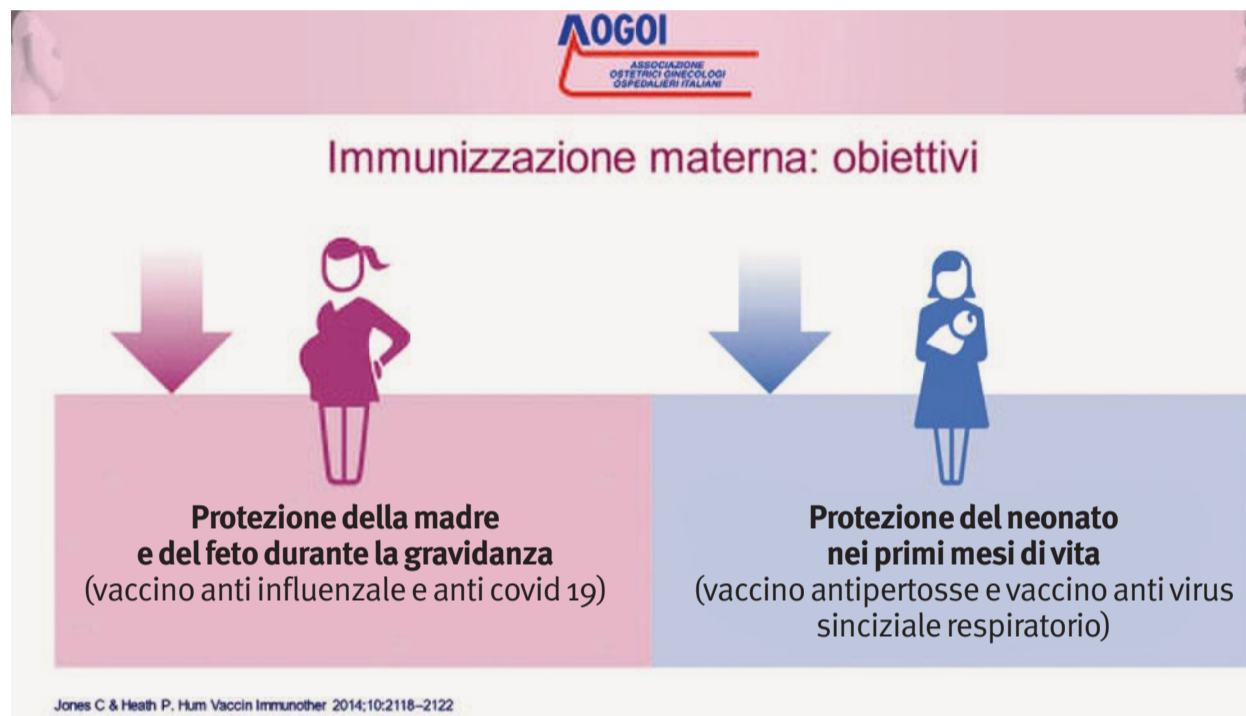 AOGOI
ASSOCIAZIONE
OSTETRICI GINECOLOGI
OSPEDALIERI ITALIANI
Immunizzazione materna: obiettivi
Protezione della madre
e del feto durante la gravidanza
(vaccino anti influenzale e anti covid 19)
Protezione del neonato
nei primi mesi di vita
(vaccino antipertosse e vaccino anti virus
sinciziale respiratorio)
Jones C & Heath P. Hum Vaccin Immunother 2014;10:2118–2122